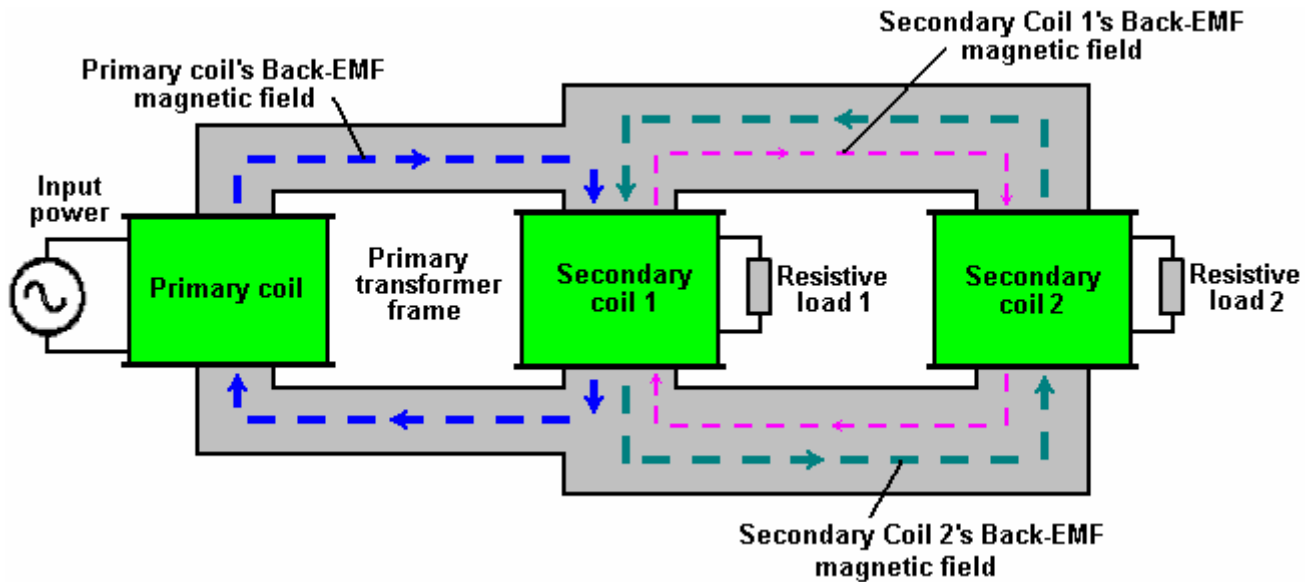 Secondary Coil 1's Back-EMF
magnetic field
Primary coil's Back-EMF
magnetic field
Input
power
Primary coil
Primary
transformer
frame
Secondary
coil 1
Resistive
load 1
Secondary
coil 2
Resistive
load 2
Secondary Coil 2's Back-EMF
magnetic field